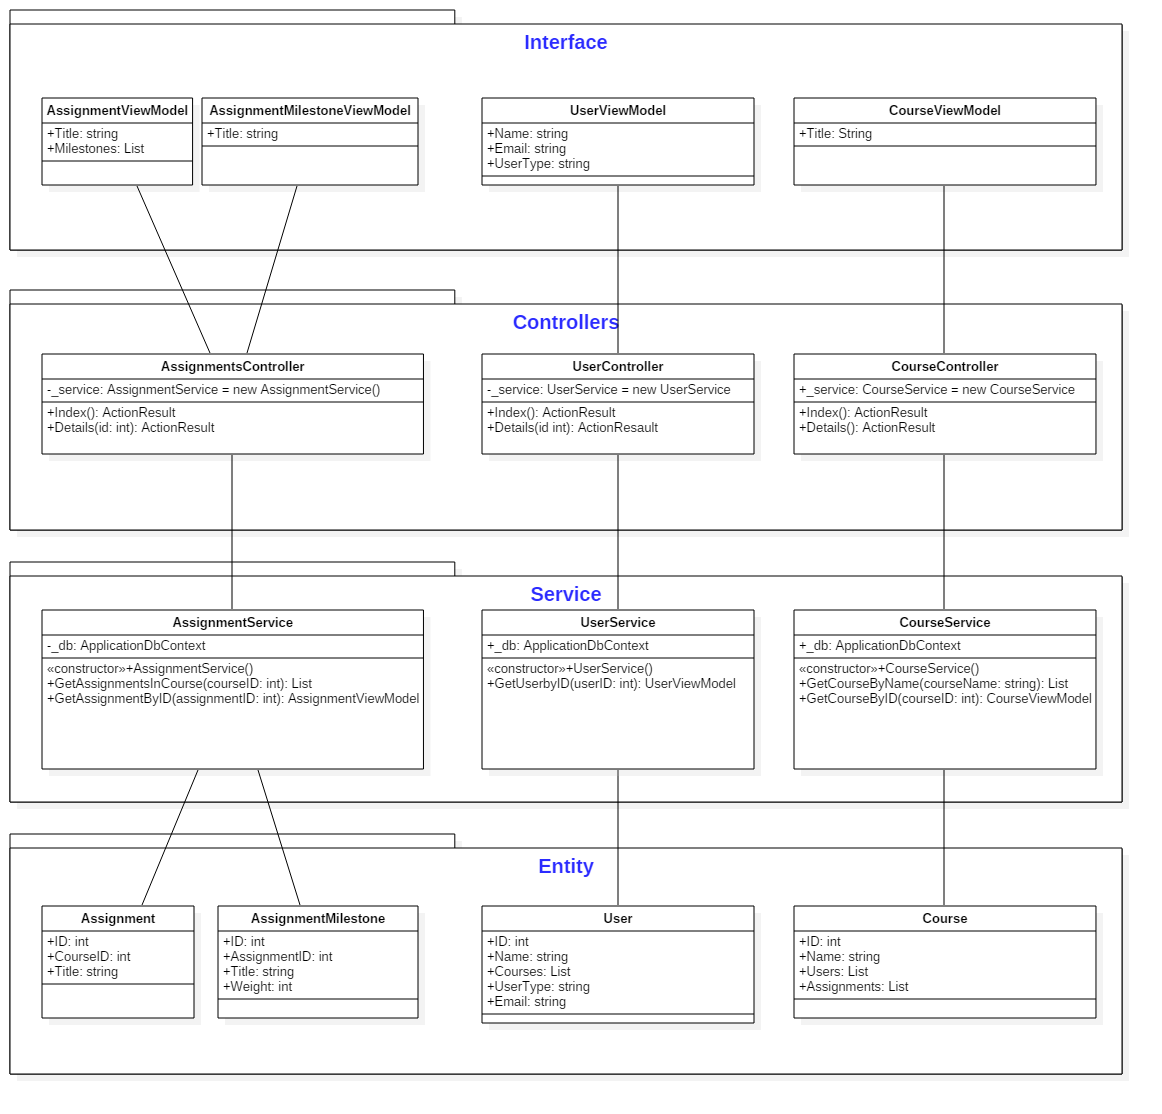 Interface
AssignmentViewModel
+Title: string
+Milestones: List
AssignmentMilestoneViewModel
+Title: string
UserViewModel
+Name: string
+Email: string
+UserType: string
CourseViewModel
+Title: String
Controllers
AssignmentsController
-_service: AssignmentService = new AssignmentService()
+Index(): ActionResult
+Details(id: int): ActionResult
UserController
-_service: UserService = new UserService
+Index(): ActionResult
+Details(id int): ActionResault
CourseController
+_service: CourseService = new CourseService
+Index(): ActionResult
+Details(): ActionResult
Service
AssignmentService
-_db: ApplicationDbContext
«constructor»+AssignmentService()
+GetAssignmentsInCourse(courseID: int): List
+GetAssignmentByID(assignmentID: int): AssignmentViewModel
UserService
+_db: ApplicationDbContext
«constructor»+UserService()
+GetUserbyID(userID: int): UserViewModel
CourseService
+_db: ApplicationDbContext
«constructor»+CourseService()
+GetCourseByName(courseName: string): List
+GetCourseByID(courseID: int): CourseViewModel
Entity
Assignment
+ID: int
+CourseID: int
+Title: string
AssignmentMilestone
+ID: int
+AssignmentID: int
+Title: string
+Weight: int
User
+ID: int
+Name: string
+Courses: List
+UserType: string
+Email: string
Course
+ID: int
+Name: string
+Users: List
+Assignments: List